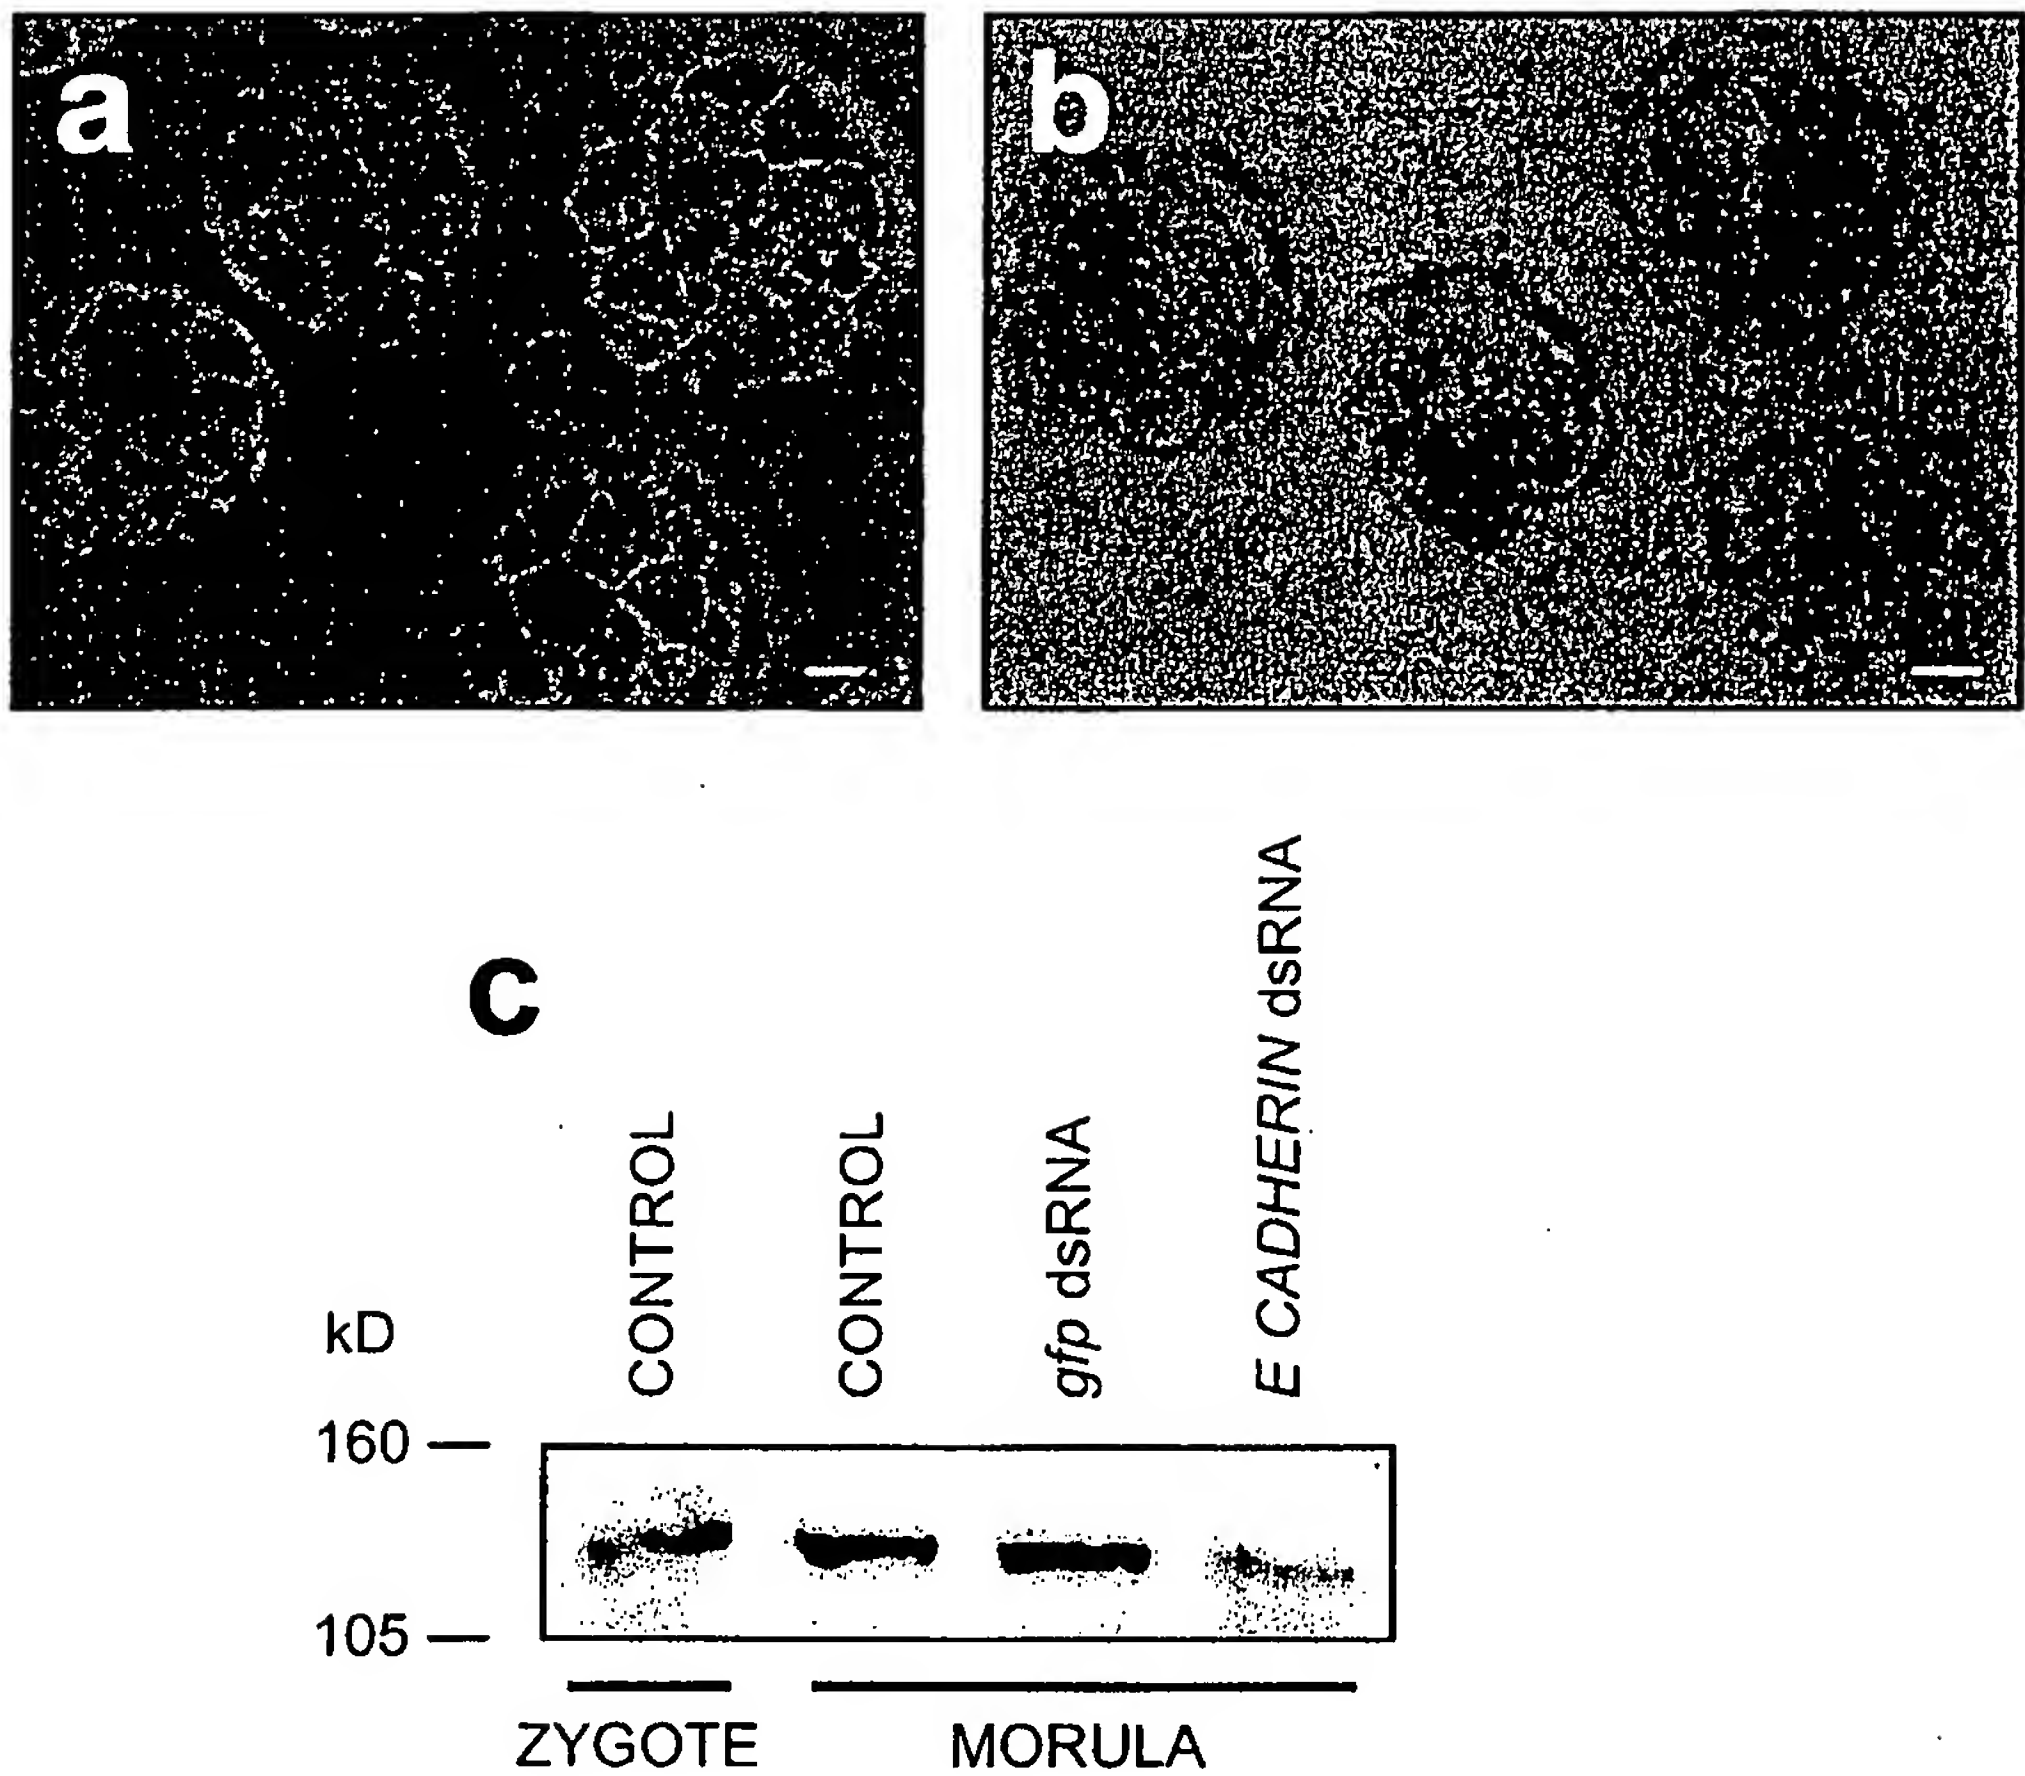 a
b
c
CONTROL
CONTROL
gfp dsRNA
E CADHERIN dsRNA
kD
160
105
ZYGOTE
MORULA